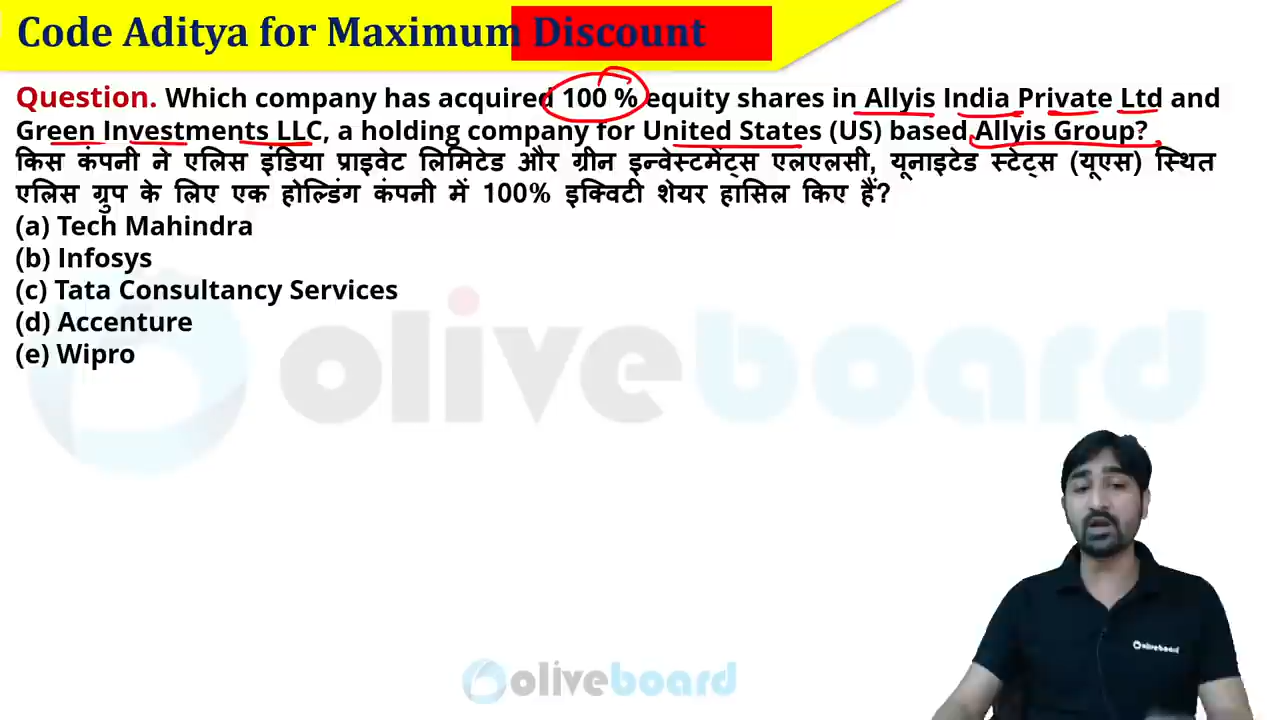 Code Aditya for Maximum Discount
Question. Which company has acquired 100 % equity shares in Allyis India Private Ltd and
Green Investments LLC, a holding company for United States (US) based Allyis Group?
किस कंपनी ने एलिस इंडिया प्राइवेट लिमिटेड और ग्रीन इन्वेस्टमेंट्स एलएलसी, यूनाइटेड स्टेट्स (यूएस) स्थित
एलिस ग्रुप के लिए एक होल्डिंग कंपनी में 100% इक्विटी शेयर हासिल किए हैं?
(a) Tech Mahindra
(b) Infosys
(c) Tata Consultancy Services
(d) Accenture
(e) Wipro
oliveboard
oliveboard
oliveboard